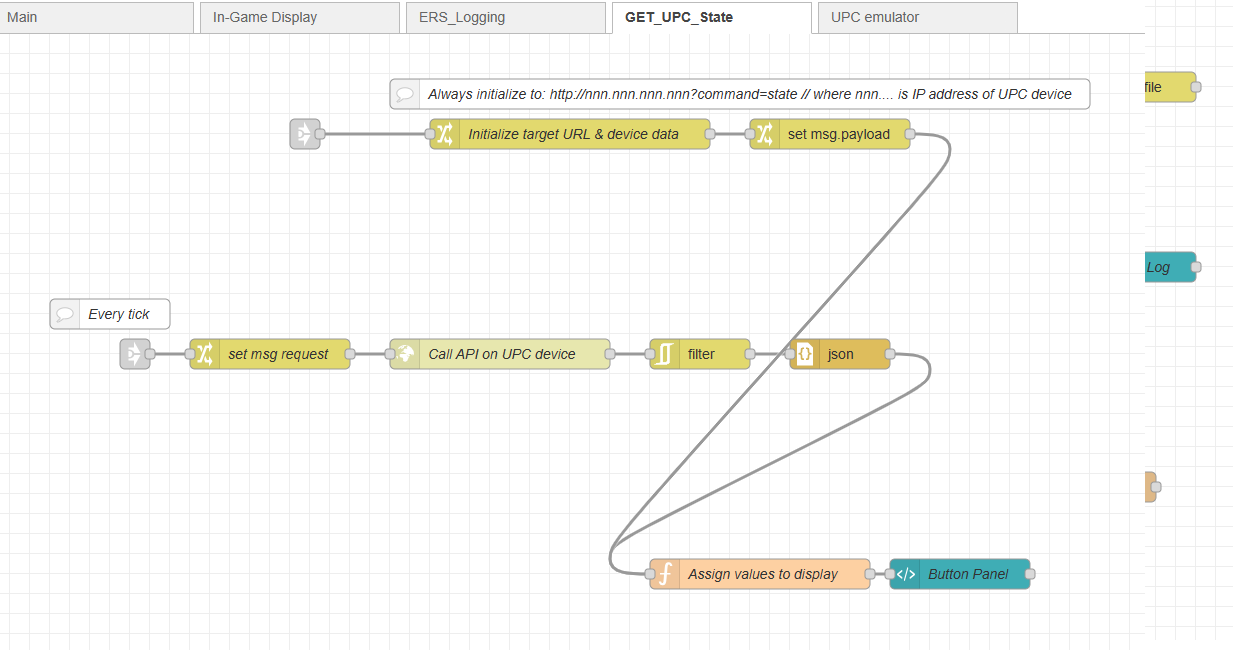 Main
In-Game Display
ERS_Logging
GET_UPC_State
UPC emulator
file
Always initialize to: http://nnn.nnn.nnn.nnn?command=state // where nnn.... is IP address of UPC device
Initialize target URL & device data
set msg.payload
Log
Every tick
set msg request
Call API on UPC device
filter
{} json
f Assign values to display
</> Button Panel